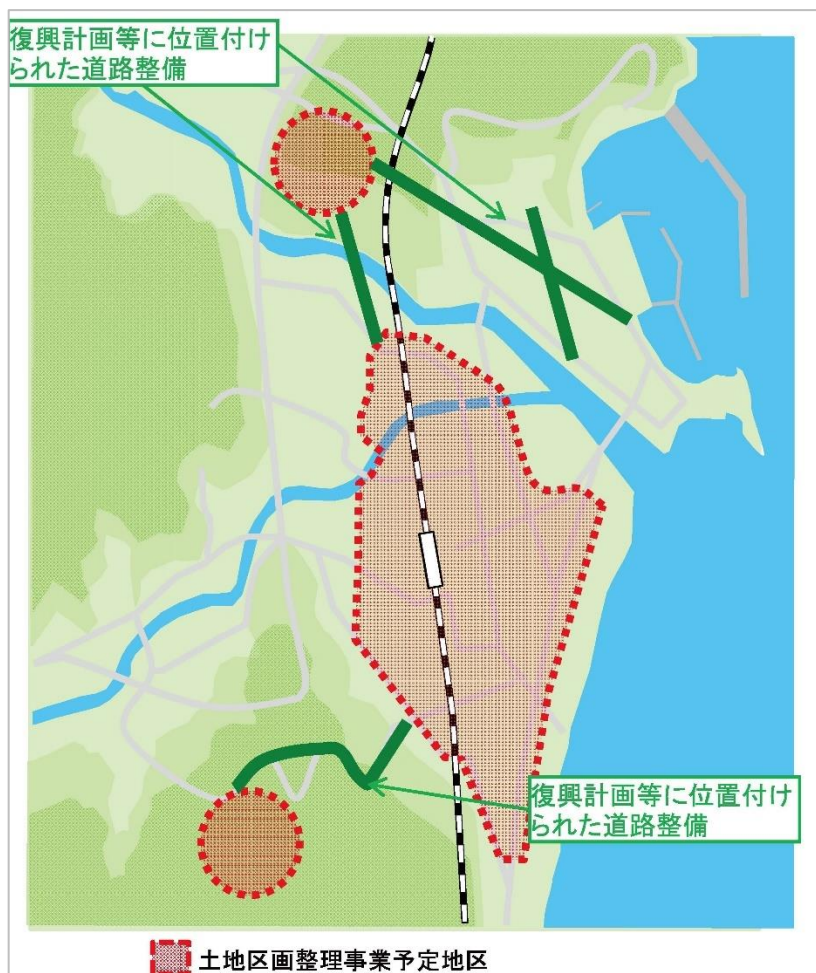 復興計画等に位置付け
られた道路整備
復興計画等に位置付け
られた道路整備
土地区画整理事業予定地区